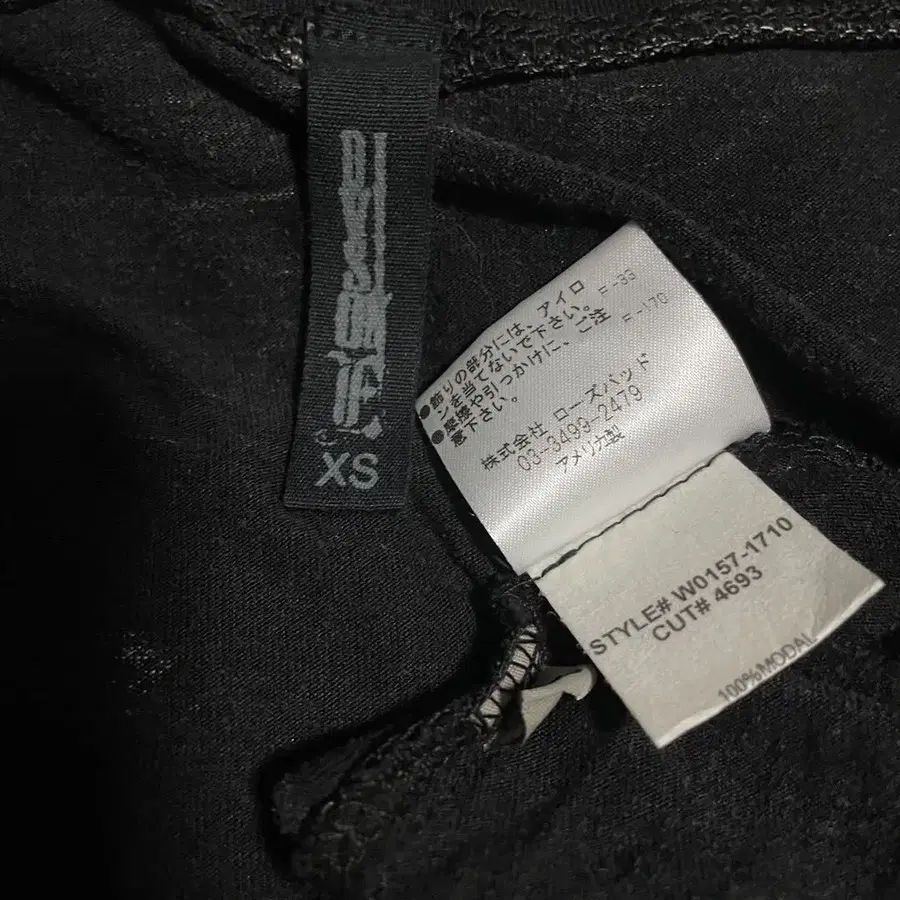 XS
●飾りの部分には、アイロ
ンを当てないで下さい。 F-33
●摩擦や引っかけに、ご注
意下さい。 F-170
株式会社 ローズバッド
03-3499-2479
アメリカ製
STYLE# W0157-1710
CUT# 4693
100%MODAL